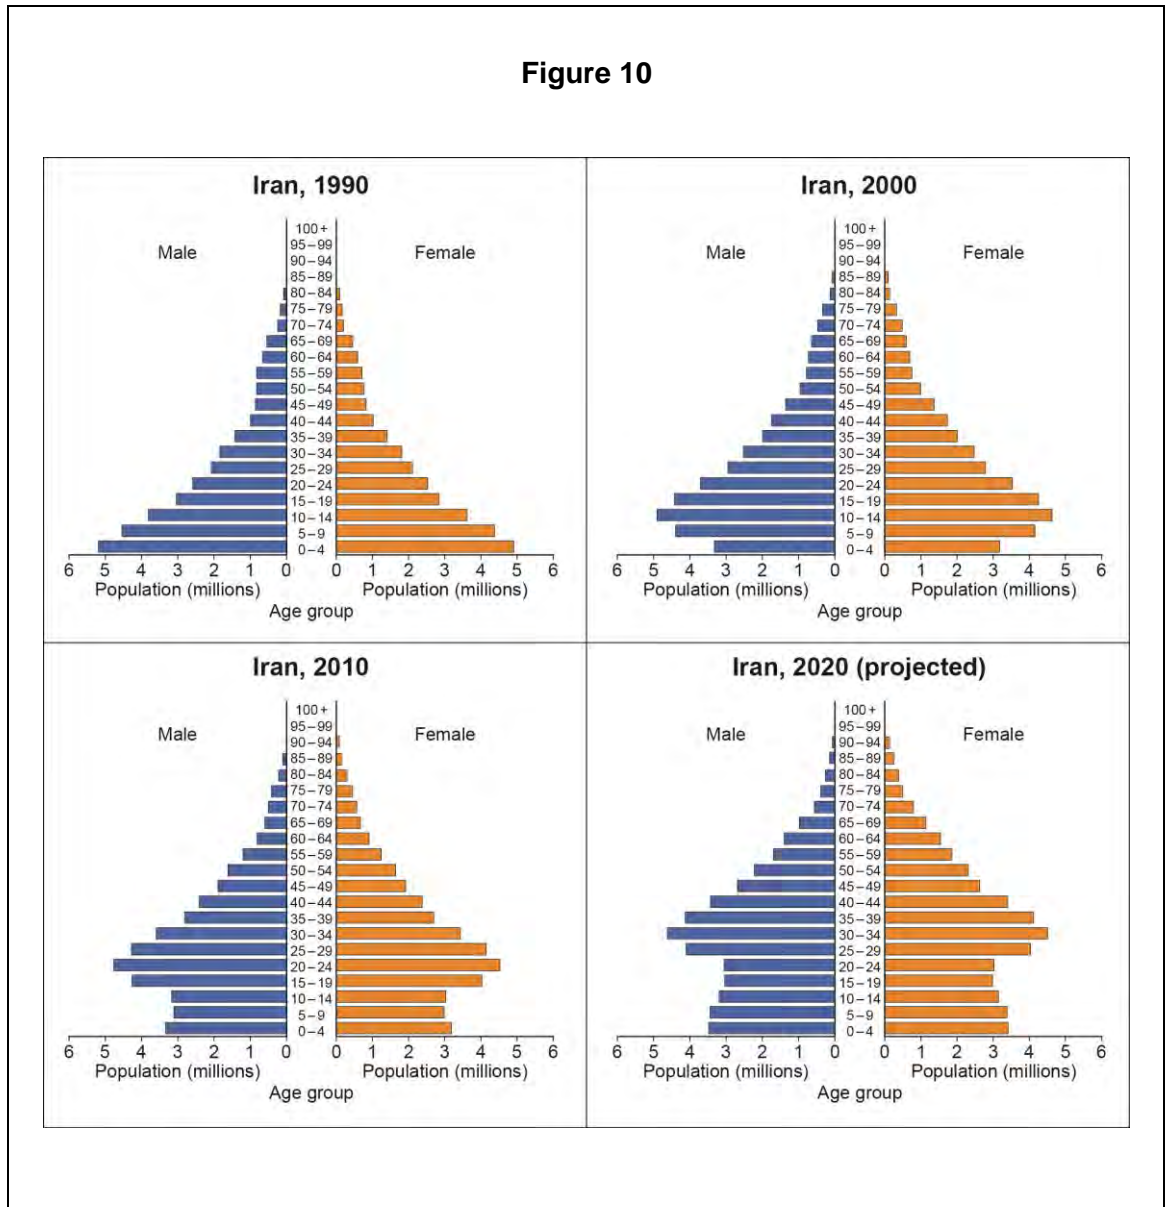 Figure 10
Iran, 1990
Male
Female
100 +
95 – 99
90 – 94
85 – 89
80 – 84
75 – 79
70 – 74
65 – 69
60 – 64
55 – 59
50 – 54
45 – 49
40 – 44
35 – 39
30 – 34
25 – 29
20 – 24
15 – 19
10 – 14
5 – 9
0 – 4
6 5 4 3 2 1 0 0 1 2 3 4 5 6
Population (millions) Population (millions)
Age group
Iran, 2000
Male
Female
100 +
95 – 99
90 – 94
85 – 89
80 – 84
75 – 79
70 – 74
65 – 69
60 – 64
55 – 59
50 – 54
45 – 49
40 – 44
35 – 39
30 – 34
25 – 29
20 – 24
15 – 19
10 – 14
5 – 9
0 – 4
6 5 4 3 2 1 0 0 1 2 3 4 5 6
Population (millions) Population (millions)
Age group
Iran, 2010
Male
Female
100 +
95 – 99
90 – 94
85 – 89
80 – 84
75 – 79
70 – 74
65 – 69
60 – 64
55 – 59
50 – 54
45 – 49
40 – 44
35 – 39
30 – 34
25 – 29
20 – 24
15 – 19
10 – 14
5 – 9
0 – 4
6 5 4 3 2 1 0 0 1 2 3 4 5 6
Population (millions) Population (millions)
Age group
Iran, 2020 (projected)
Male
Female
100 +
95 – 99
90 – 94
85 – 89
80 – 84
75 – 79
70 – 74
65 – 69
60 – 64
55 – 59
50 – 54
45 – 49
40 – 44
35 – 39
30 – 34
25 – 29
20 – 24
15 – 19
10 – 14
5 – 9
0 – 4
6 5 4 3 2 1 0 0 1 2 3 4 5 6
Population (millions) Population (millions)
Age group